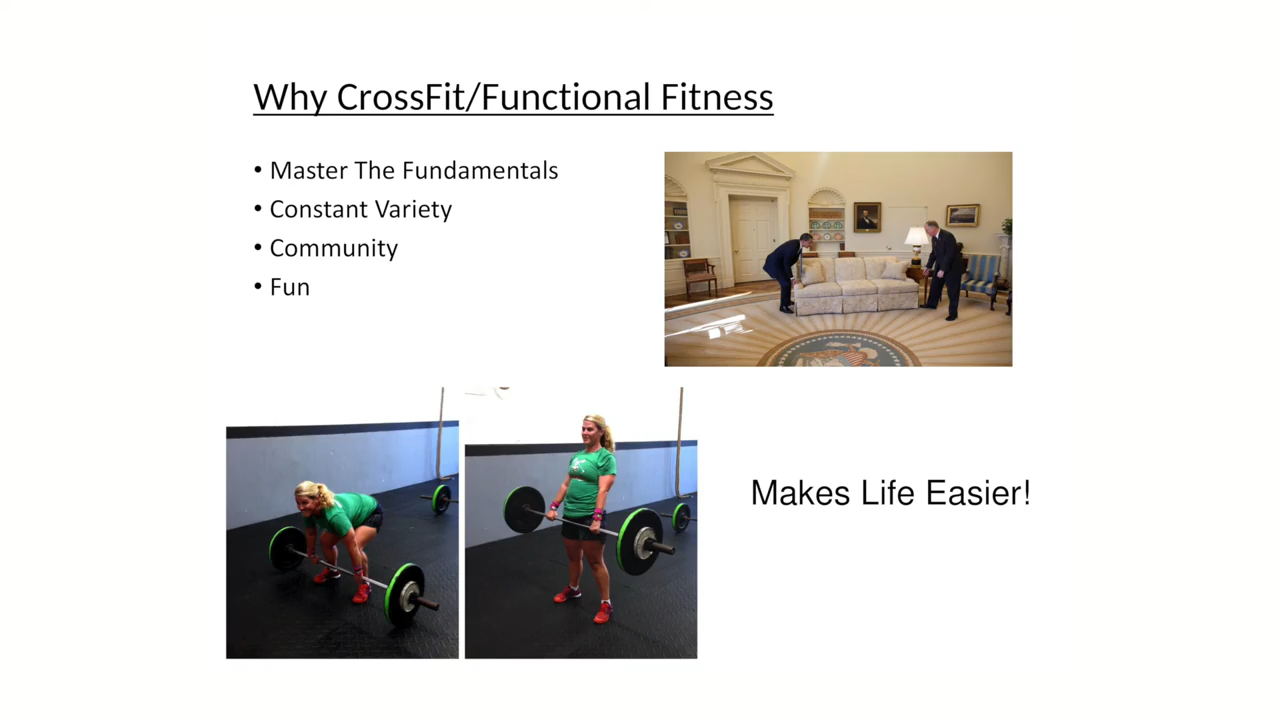 Why CrossFit/Functional Fitness
• Master The Fundamentals
• Constant Variety
• Community
• Fun
Makes Life Easier!